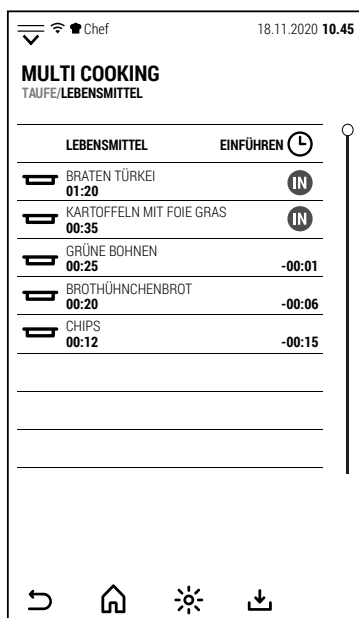 Chef 18.11.2020 10.45
MULTI COOKING
TAUFE/LEBENSMITTEL
LEBENSMITTEL EINFÜHREN
BRATEN TÜRKEI
01:20 IN
KARTOFFELN MIT FOIE GRAS
00:35 IN
GRÜNE BOHNEN
00:25 -00:01
BROTHÜHNCHENBROT
00:20 -00:06
CHIPS
00:12 -00:15